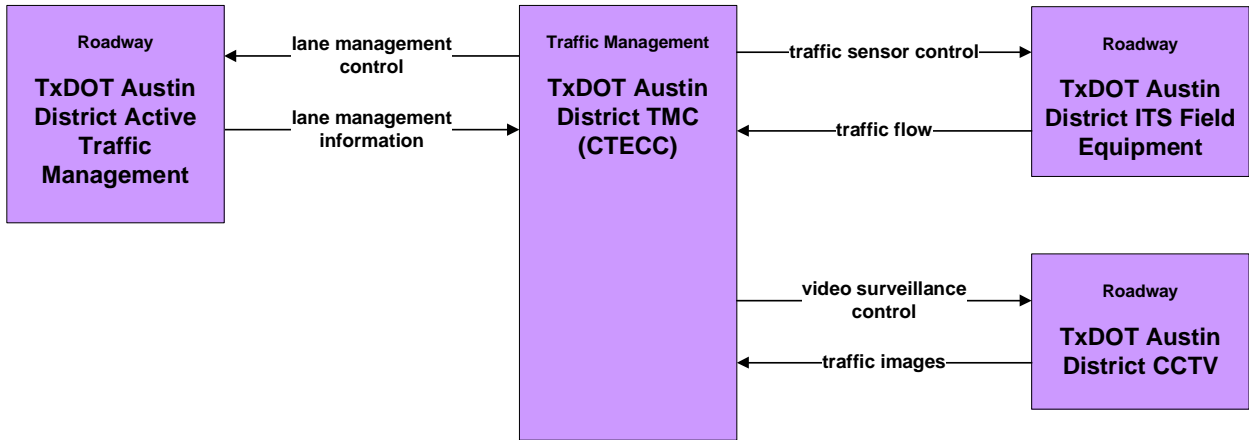 Roadway
TxDOT Austin
District Active
Traffic
Management
lane management
control
lane management
information
Traffic Management
TxDOT Austin
District TMC
(CTECC)
traffic sensor control
traffic flow
Roadway
TxDOT Austin
District ITS Field
Equipment
video surveillance
control
traffic images
Roadway
TxDOT Austin
District CCTV